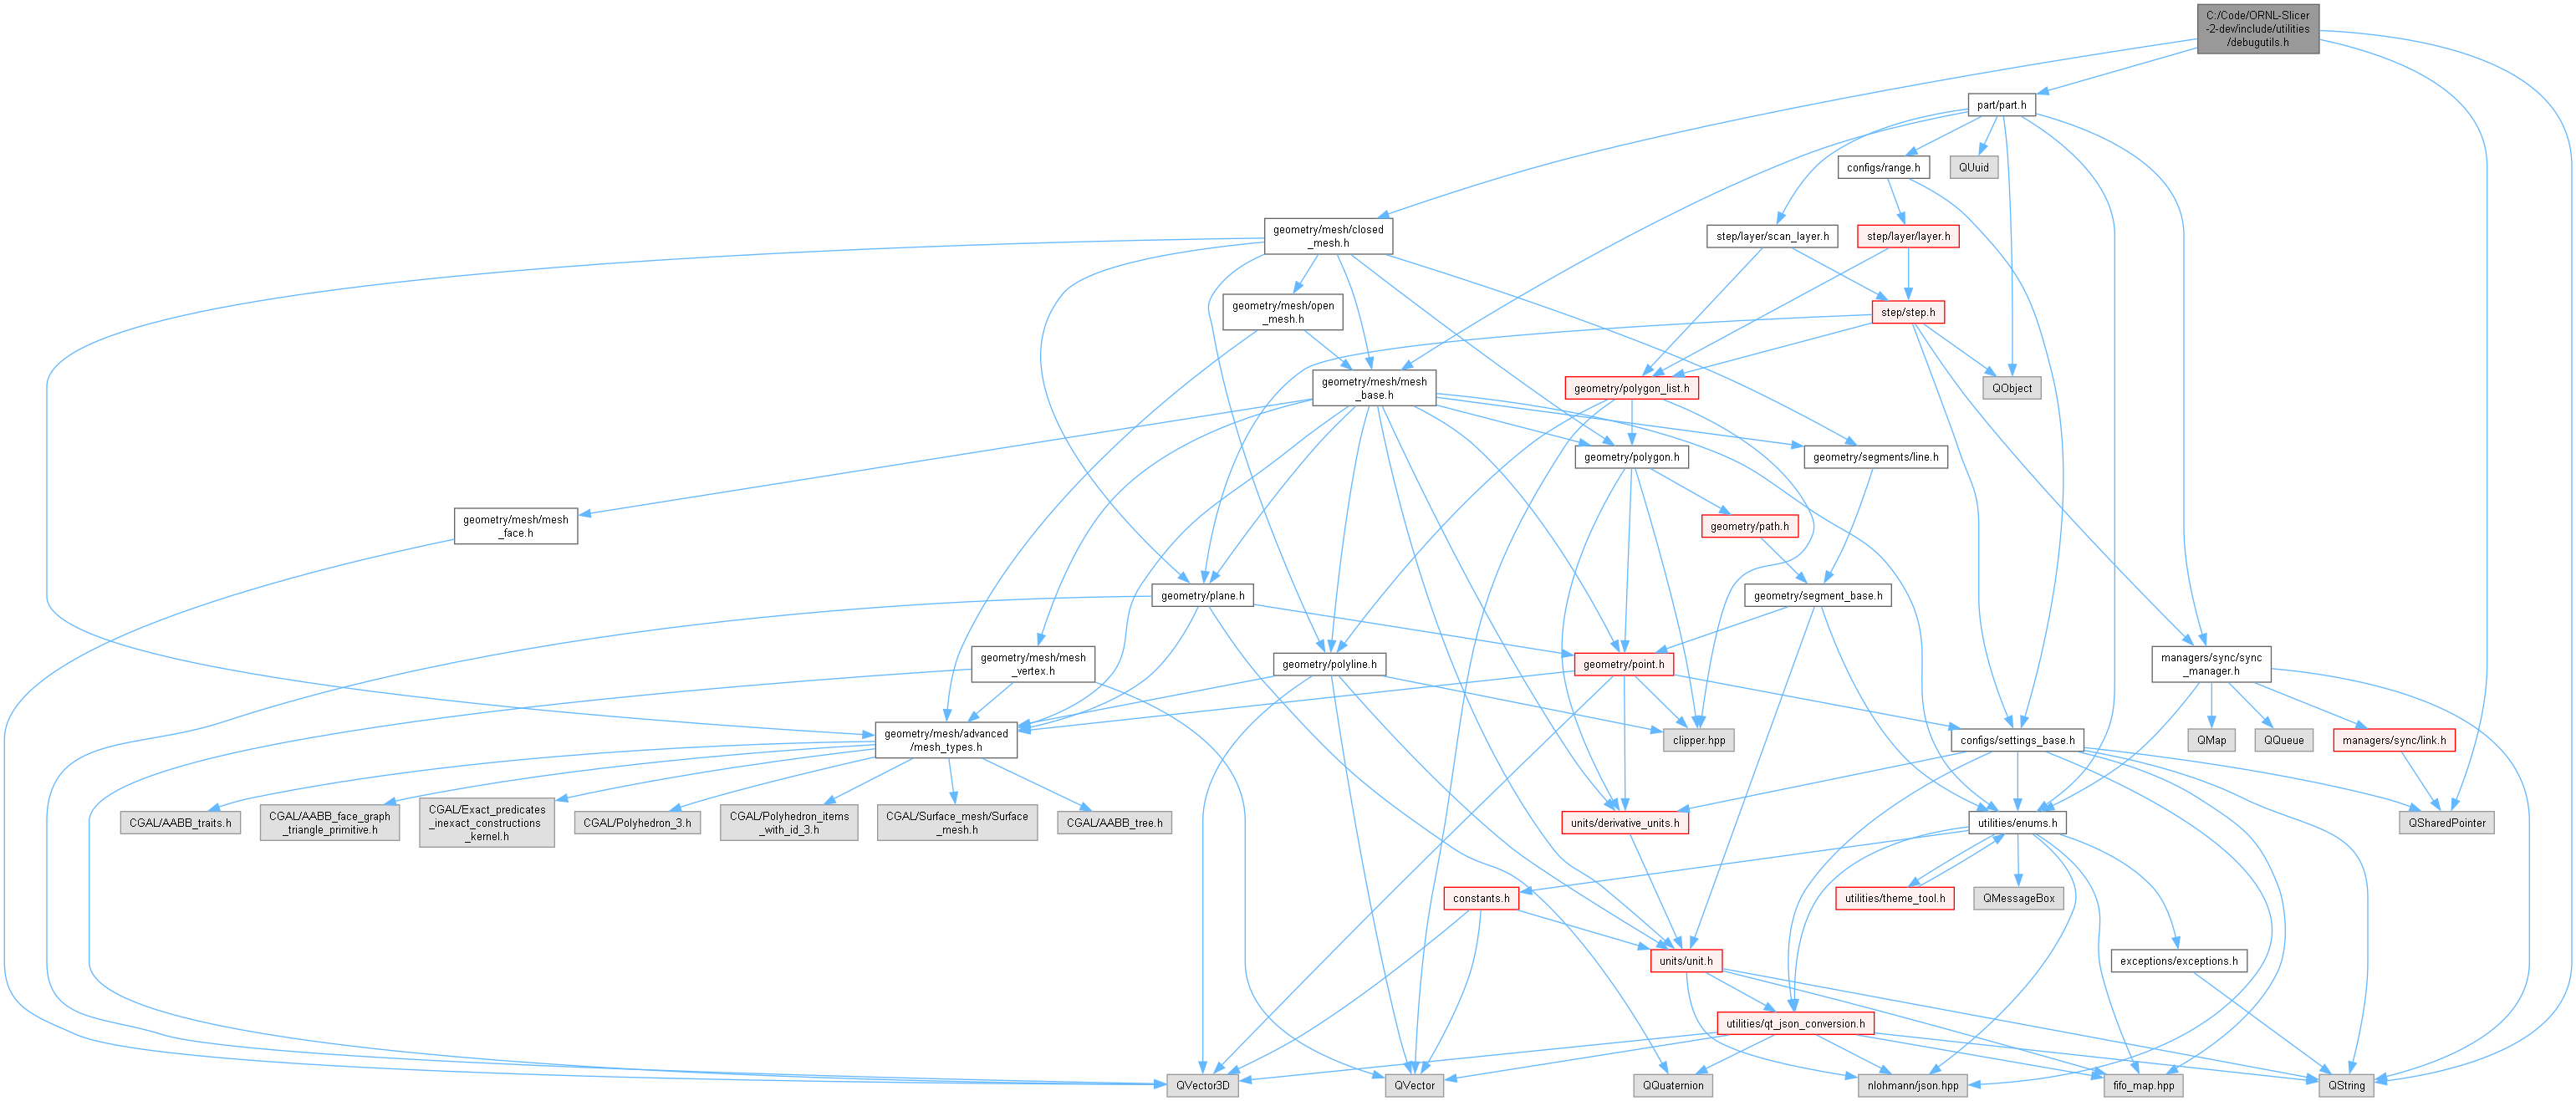 C:/Code/ORNL-Slicer
-2-dev/include/utilities
/debugutils.h
part/part.h
configs/range.h
QUuid
geometry/mesh/closed
_mesh.h
step/layer/scan_layer.h
step/layer/layer.h
geometry/mesh/open
_mesh.h
step/step.h
geometry/mesh/mesh
_base.h
geometry/polygon_list.h
QObject
geometry/polygon.h
geometry/segments/line.h
geometry/mesh/mesh
_face.h
geometry/path.h
geometry/plane.h
geometry/segment_base.h
geometry/mesh/mesh
_vertex.h
geometry/polyline.h
geometry/point.h
managers/sync/sync
_manager.h
geometry/mesh/advanced
/mesh_types.h
clipper.hpp
configs/settings_base.h
QMap
QQueue
managers/sync/link.h
CGAL/AABB_traits.h
CGAL/AABB_face_graph
_triangle_primitive.h
CGAL/Exact_predicates
_inexact_constructions
_kernel.h
CGAL/Polyhedron_3.h
CGAL/Polyhedron_items
_with_id_3.h
CGAL/Surface_mesh/Surface
_mesh.h
CGAL/AABB_tree.h
units/derivative_units.h
utilities/enums.h
QSharedPointer
constants.h
utilities/theme_tool.h
QMessageBox
units/unit.h
exceptions/exceptions.h
utilities/qt_json_conversion.h
QVector3D
QVector
QQuaternion
nlohmann/json.hpp
fifo_map.hpp
QString